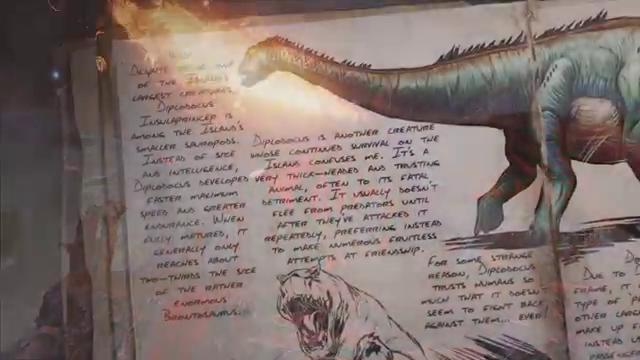 DESPITE BEING ONE
OF THE ISLAND'S
LARGEST CREATURES,
DIPLODOCUS
INSULAPRINCEP IS
AMONG THE ISLAND'S
SMALLER SAUROPODS.
INSTEAD OF SIZE
AND INTELLIGENCE,
DIPLODOCUS DEVELOPED
FASTER MAXIMUM
SPEED AND GREATER
ENDURANCE. WHEN
FULLY MATURED, IT
GENERALLY ONLY
REACHES ABOUT
TWO-THIRDS THE SIZE
OF THE RATHER
ENORMOUS
BRONTOSAURUS...
DIPLODOCUS IS ANOTHER CREATURE
WHOSE CONTINUED SURVIVAL ON THE
ISLAND CONFUSES ME. IT'S A
VERY THICK-HEADED AND TRUSTING
ANIMAL, OFTEN TO ITS FATAL
DETRIMENT. IT USUALLY DOESN'T
FLEE FROM PREDATORS UNTIL
AFTER THEY'VE ATTACKED IT
REPEATEDLY, PREFERRING INSTEAD
TO MAKE NUMEROUS FRUITLESS
ATTEMPTS AT FRIENDSHIP.
FOR SOME STRANGE
REASON, DIPLODOCUS
TRUSTS HUMANS SO
MUCH THAT IT DOESN'T
SEEM TO FIGHT BACK
AGAINST THEM... EVER!
DUE TO
FRAME, IT
TYPE OF
OTHER LARGE
MAKE UP F
INSTEAD